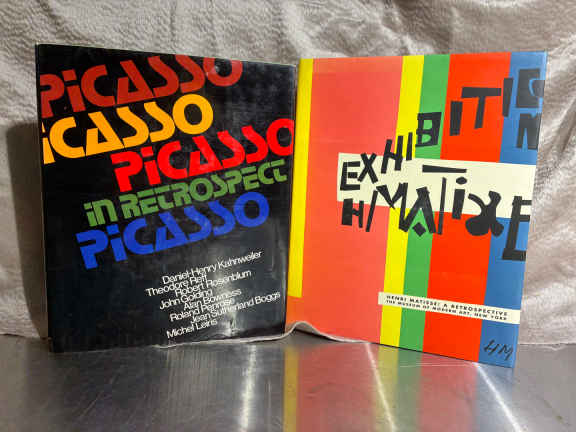 PiCASSO
iCASSO
PiCASSO
in RETROSPECT
PiCASSO
Daniel-Henry Kahnweiler
Theodore Reff
Robert Rosenblum
John Golding
Alan Bowness
Roland Penrose
Jean Sutherland Boggs
Michel Leiris
EXHIBITION
H. MATISSE
HENRI MATISSE: A RETROSPECTIVE
THE MUSEUM OF MODERN ART, NEW YORK
HM